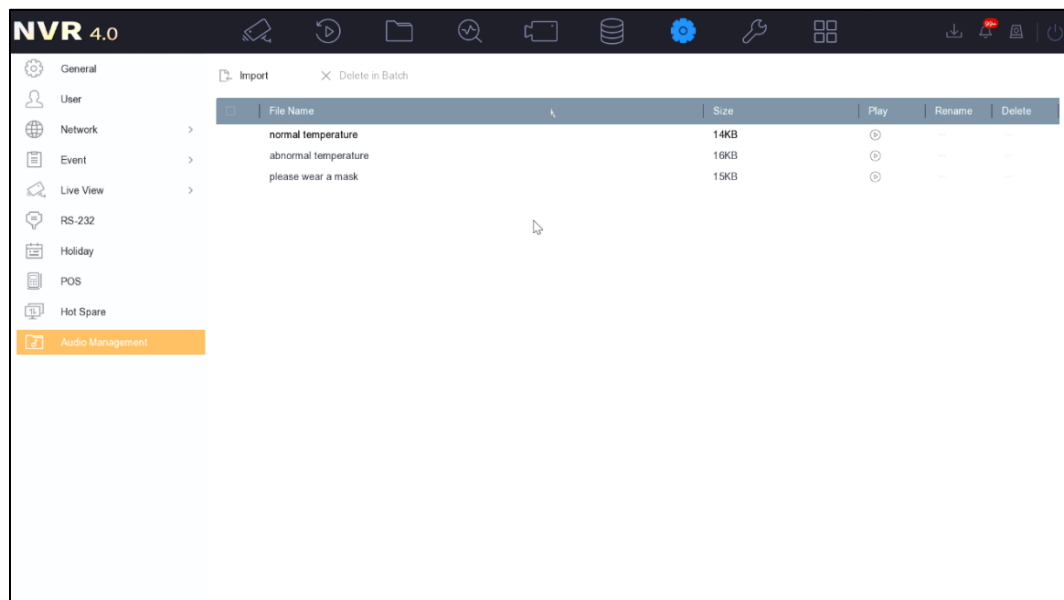 NVR 4.0
99+
General
User
Network
Event
Live View
RS-232
Holiday
POS
Hot Spare
Audio Management
Import Delete in Batch
File Name Size Play Rename Delete
normal temperature 14KB
abnormal temperature 16KB
please wear a mask 15KB